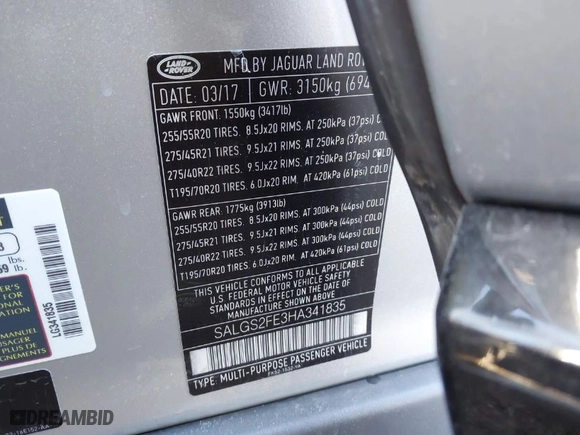 LAND
ROVER
MFD BY JAGUAR LAND ROV
DATE: 03/17
GWR: 3150kg (694
GAWR FRONT: 1550kg (3417lb)
255/55R20 TIRES. 8.5Jx20 RIMS. AT 250kPa (37psi) COLD
275/45R21 TIRES. 9.5Jx21 RIMS. AT 250kPa (37psi) COLD
275/40R22 TIRES. 9.5Jx22 RIMS. AT 250kPa (37psi) COLD
T195/70R20 TIRES. 6.0Jx20 RIM. AT 420kPa (61psi) COLD
GAWR REAR: 1775kg (3913lb)
255/55R20 TIRES. 8.5Jx20 RIMS. AT 300kPa (44psi) COLD
275/45R21 TIRES. 9.5Jx21 RIMS. AT 300kPa (44psi) COLD
275/40R22 TIRES. 9.5Jx22 RIMS. AT 300kPa (44psi) COLD
T195/70R20 TIRES. 6.0Jx20 RIM. AT 420kPa (61psi) COLD
THIS VEHICLE CONFORMS TO ALL APPLICABLE
U.S. FEDERAL MOTOR VEHICLE SAFETY AND
THEFT PREVENTION STANDARDS IN EFFECT ON
THE DATE OF MANUFACTURE SHOWN ABOVE.
SALGS2FE3HA341835
TYPE: MULTI-PURPOSE PASSENGER VEHICLE
lbs.
lb.
LG341835
MANUEL
DREAMBID